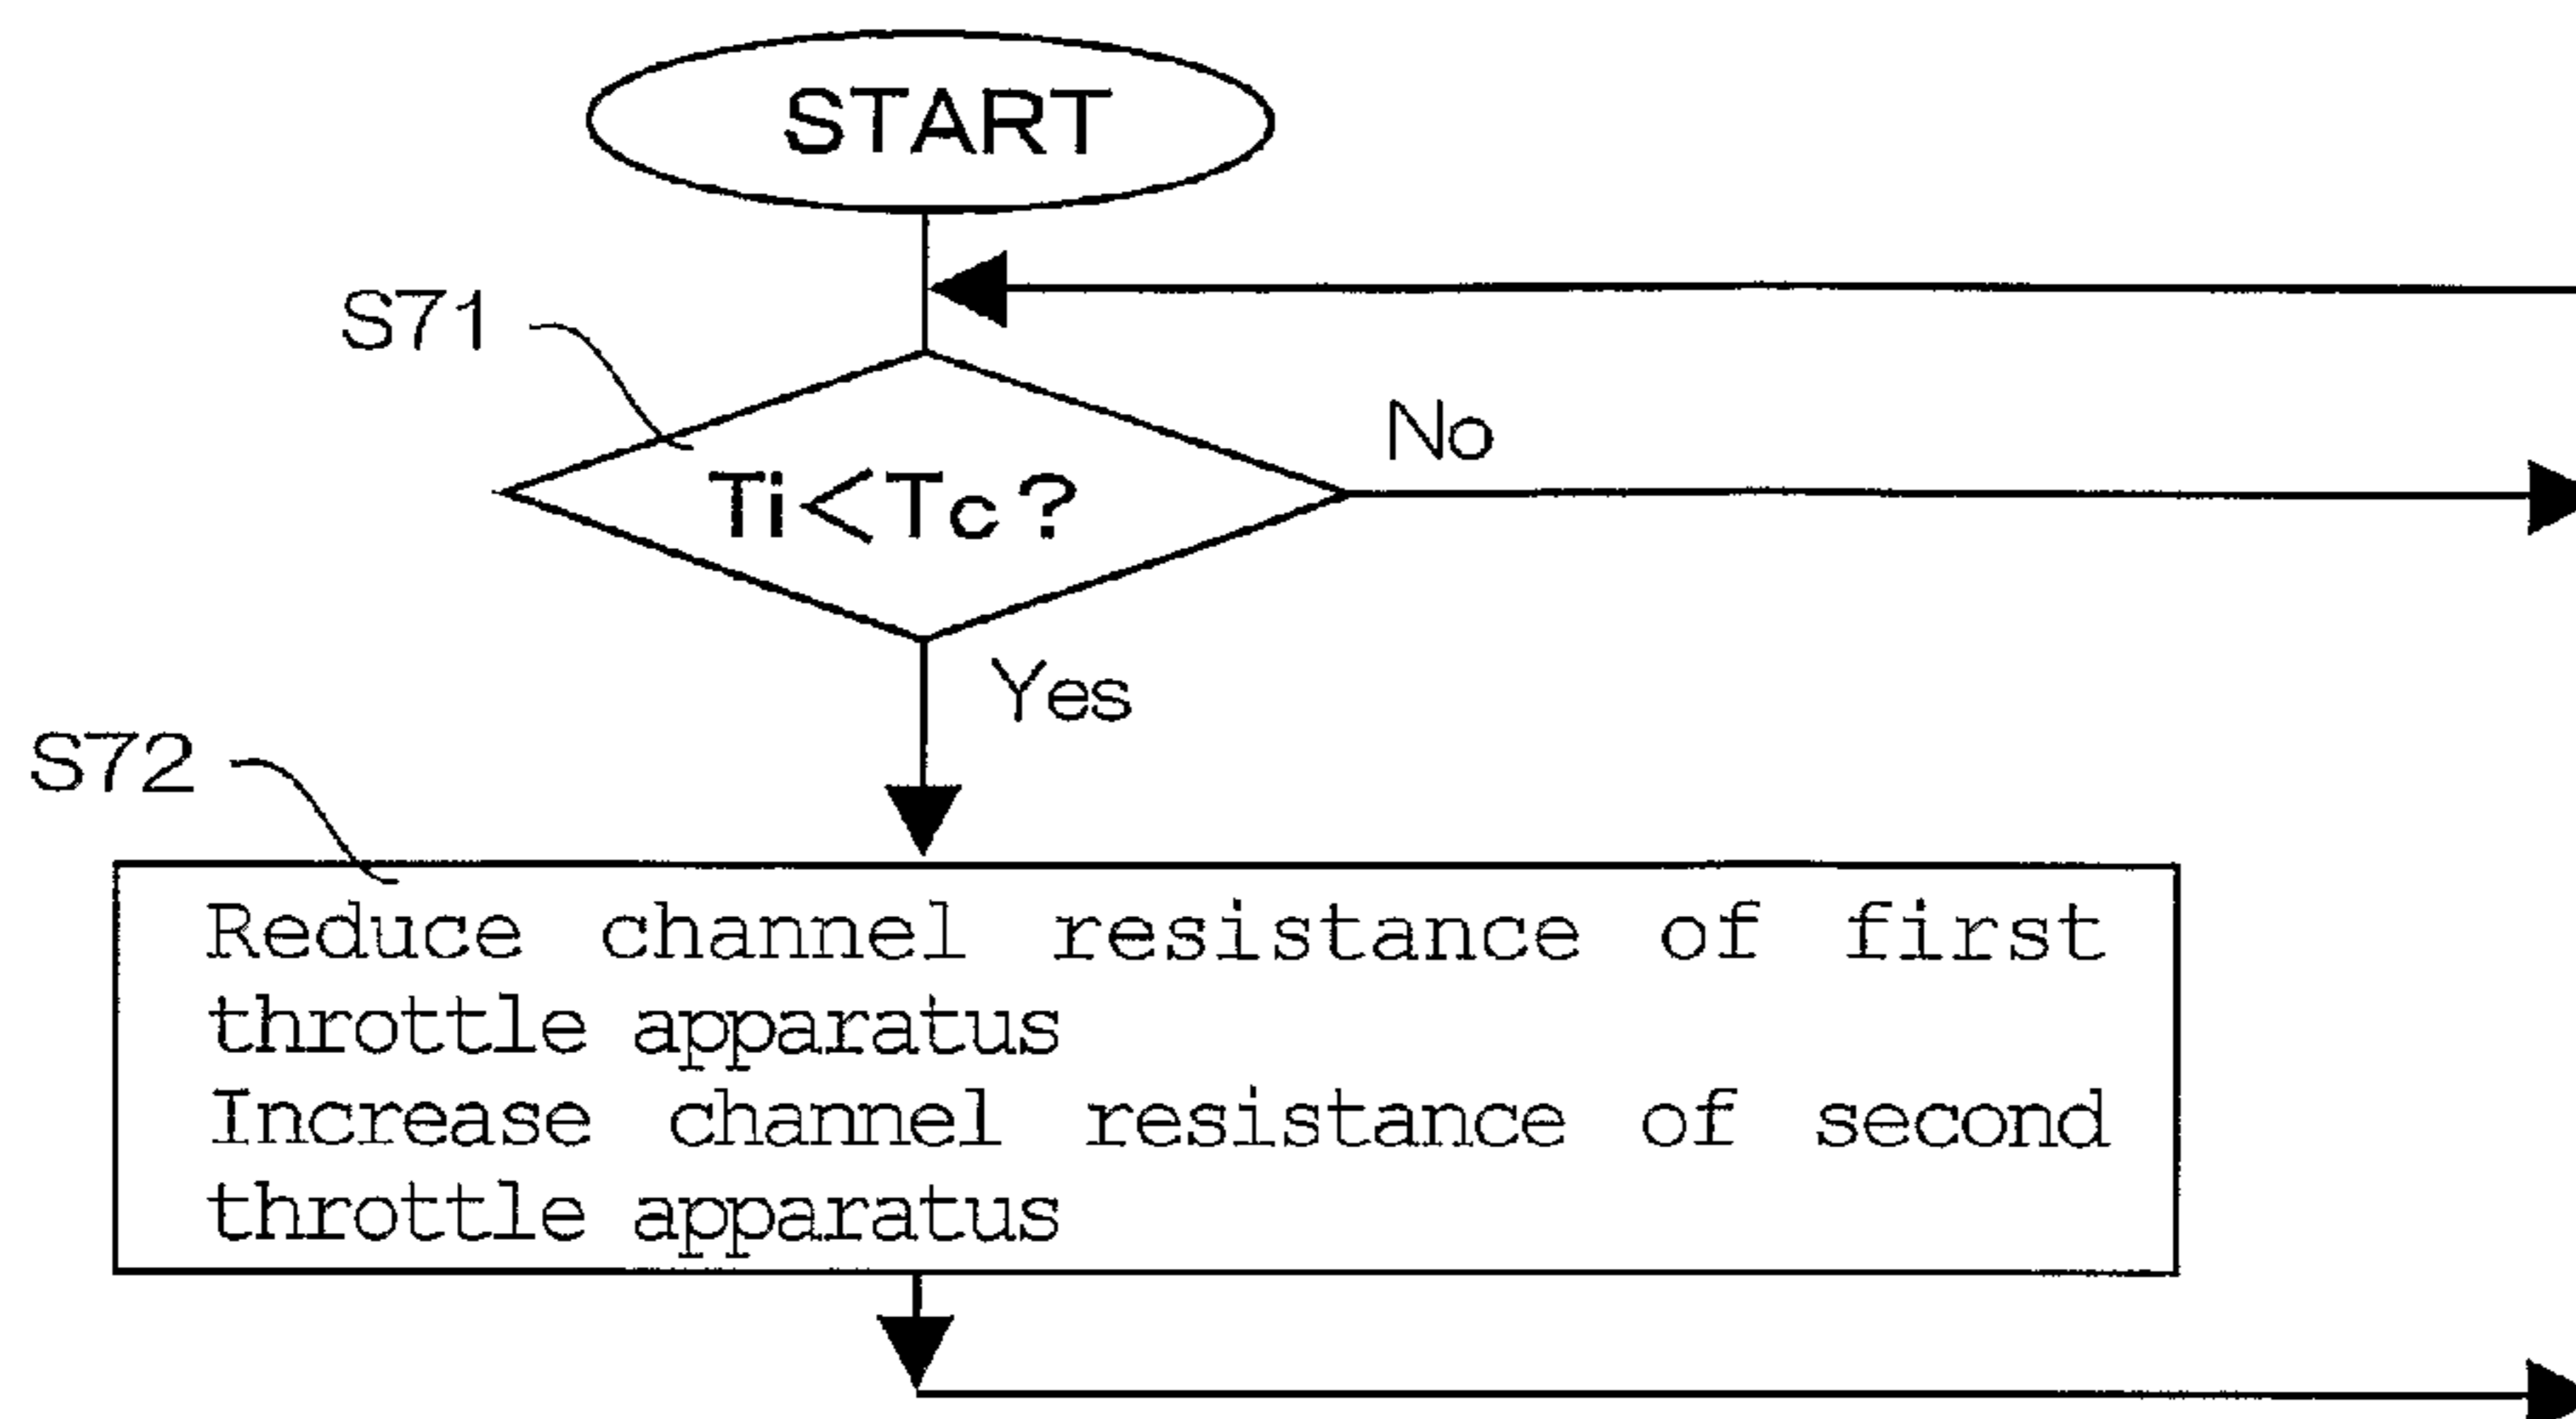 START
S71
No
Ti<Tc?
Yes
S72
Reduce channel resistance of first
throttle apparatus
Increase channel resistance of second
throttle apparatus